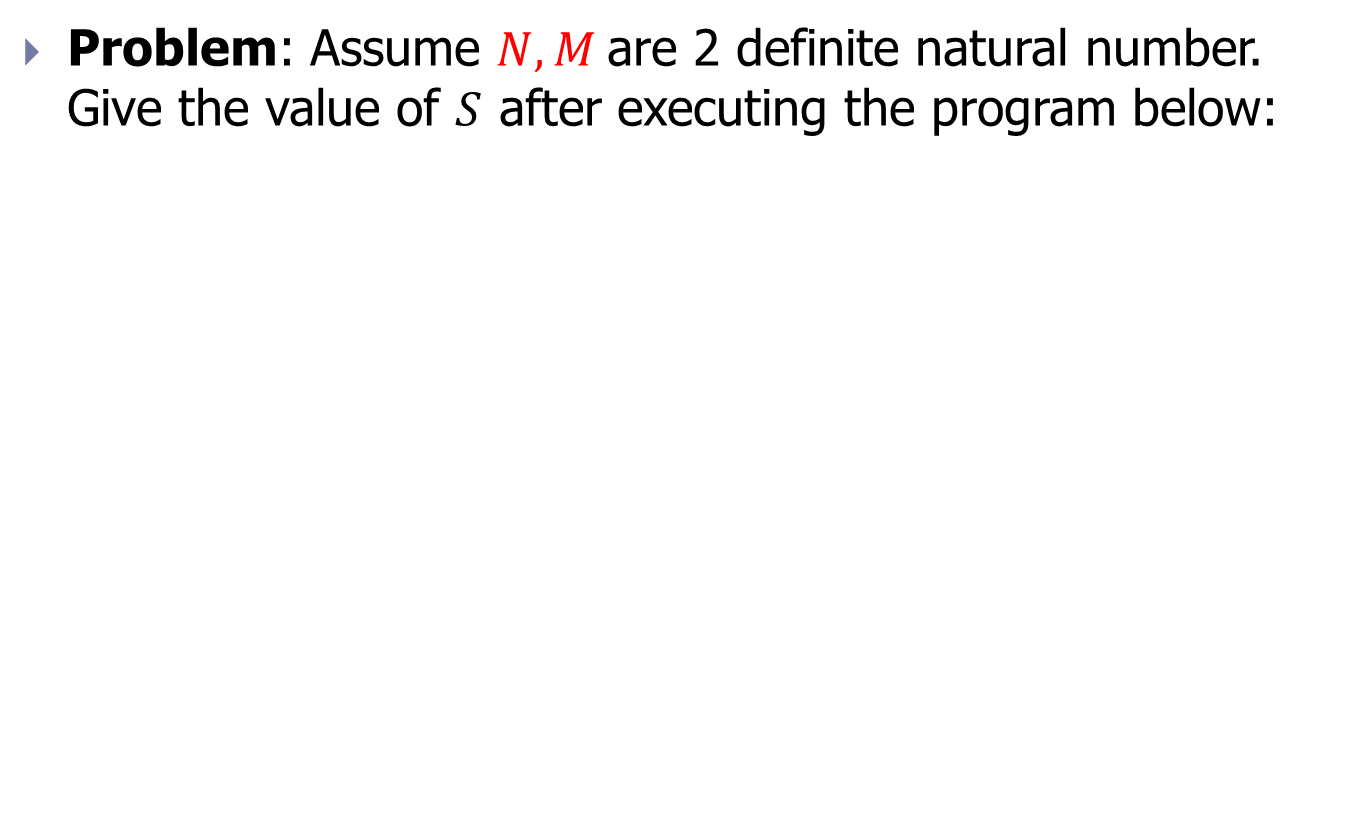 Problem: Assume N, M are 2 definite natural number.
Give the value of S after executing the program below: